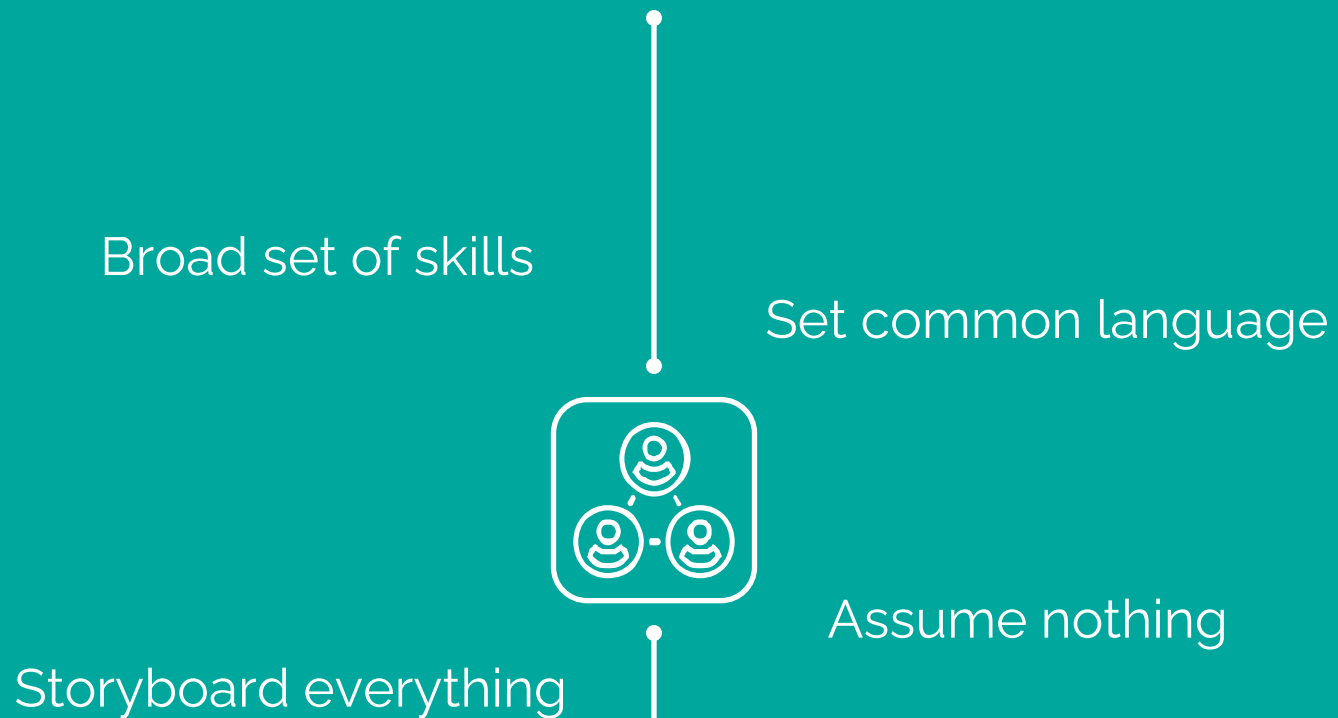 Broad set of skills
Set common language
Assume nothing
Storyboard everything